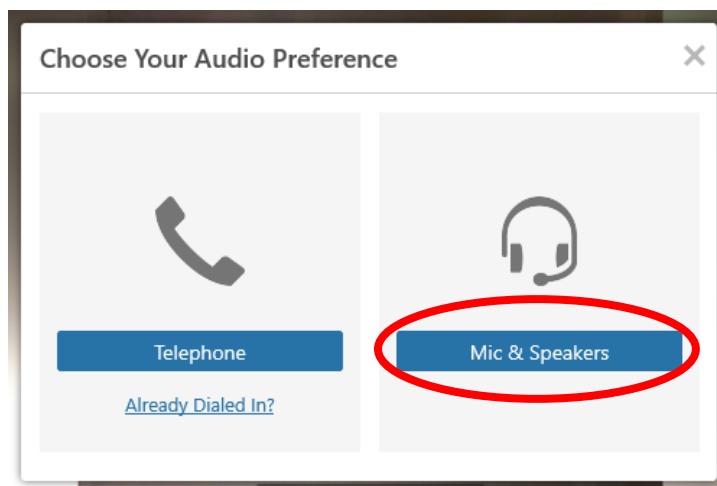 Choose Your Audio Preference
Telephone
Already Dialed In?
Mic & Speakers